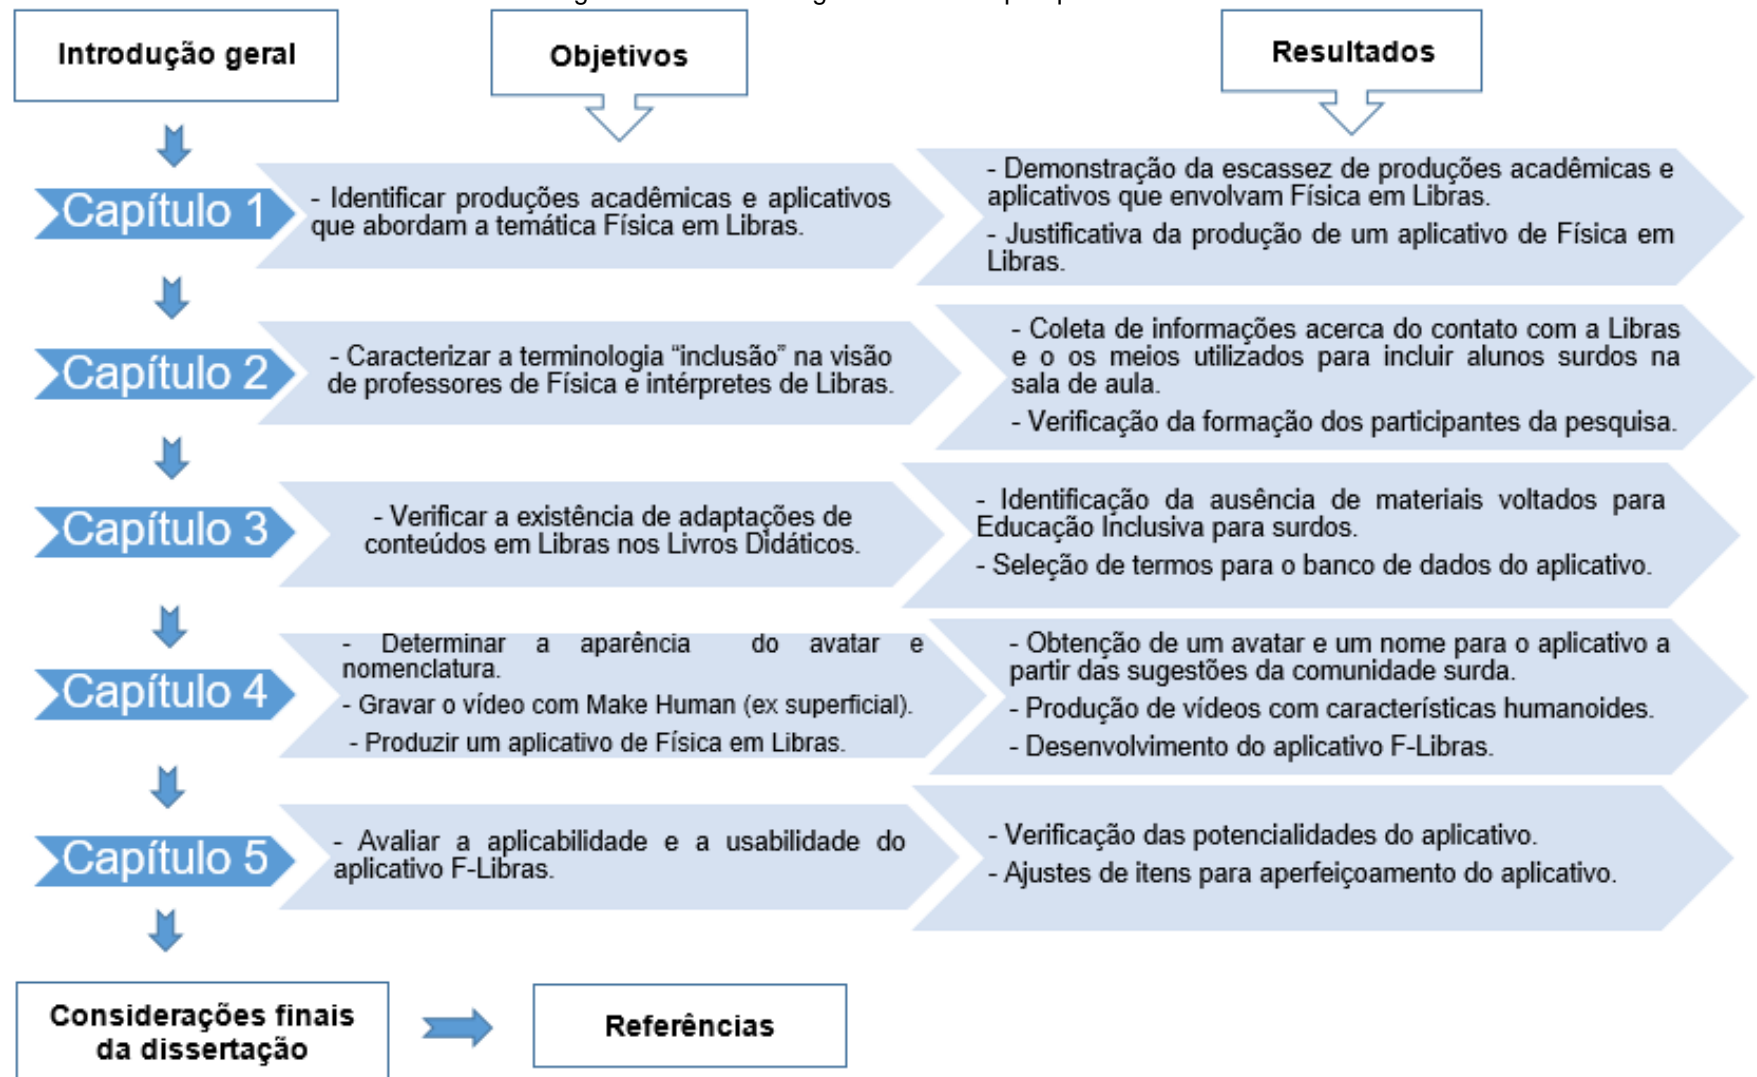 Introdução geral
Objetivos
Resultados
Capítulo 1
- Identificar produções acadêmicas e aplicativos
que abordam a temática Física em Libras.
- Demonstração da escassez de produções acadêmicas e
aplicativos que envolvam Física em Libras.
- Justificativa da produção de um aplicativo de Física em
Libras.
Capítulo 2
- Caracterizar a terminologia “inclusão” na visão
de professores de Física e intérpretes de Libras.
- Coleta de informações acerca do contato com a Libras
e o os meios utilizados para incluir alunos surdos na
sala de aula.
- Verificação da formação dos participantes da pesquisa.
Capítulo 3
- Verificar a existência de adaptações de
conteúdos em Libras nos Livros Didáticos.
- Identificação da ausência de materiais voltados para
Educação Inclusiva para surdos.
- Seleção de termos para o banco de dados do aplicativo.
Capítulo 4
- Determinar a aparência do avatar e
nomenclatura.
- Gravar o vídeo com Make Human (ex superficial).
- Produzir um aplicativo de Física em Libras.
- Obtenção de um avatar e um nome para o aplicativo a
partir das sugestões da comunidade surda.
- Produção de vídeos com características humanoides.
- Desenvolvimento do aplicativo F-Libras.
Capítulo 5
- Avaliar a aplicabilidade e a usabilidade do
aplicativo F-Libras.
- Verificação das potencialidades do aplicativo.
- Ajustes de itens para aperfeiçoamento do aplicativo.
Considerações finais
da dissertação
Referências